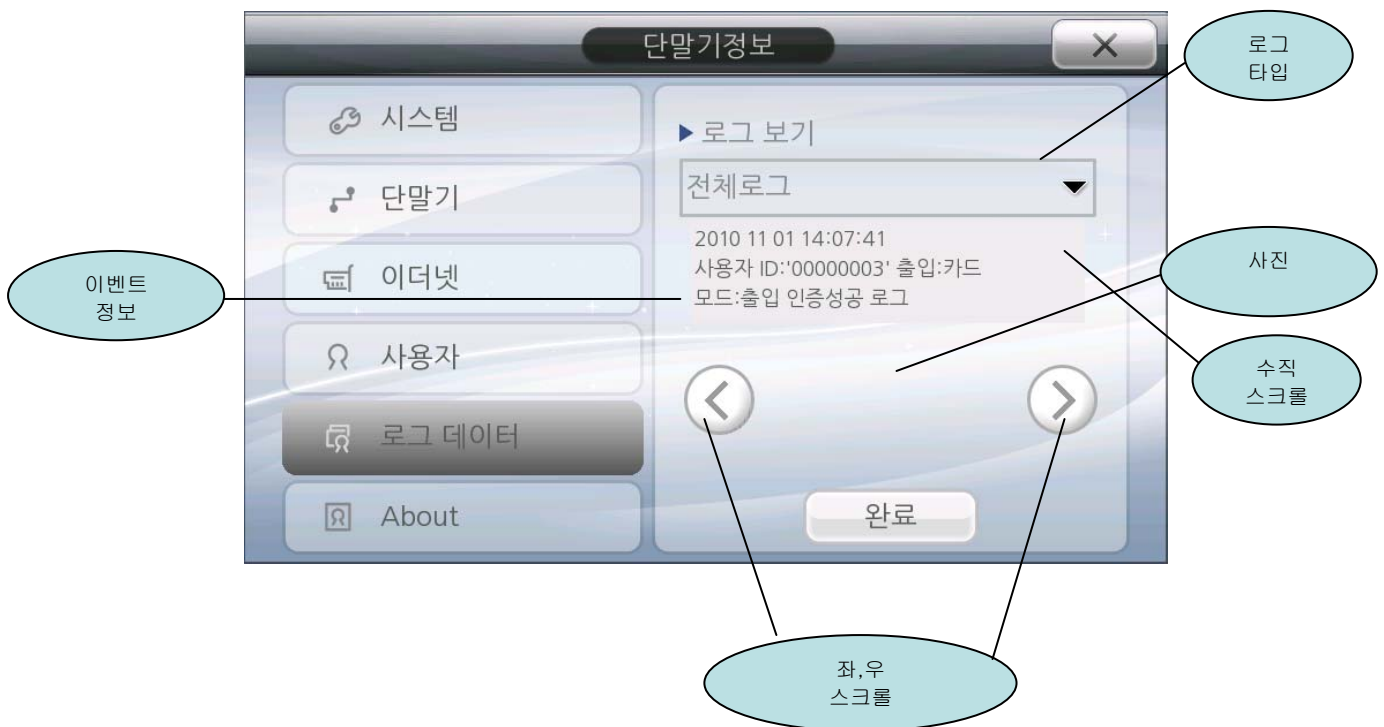 단말기정보
로그
타입
시스템
단말기
이더넷
사용자
로그 데이터
About
로그 보기
전체로그
2010 11 01 14:07:41
사용자 ID:'00000003' 출입:카드
모드:출입 인증성공 로그
완료
이벤트
정보
사진
수직
스크롤
좌,우
스크롤